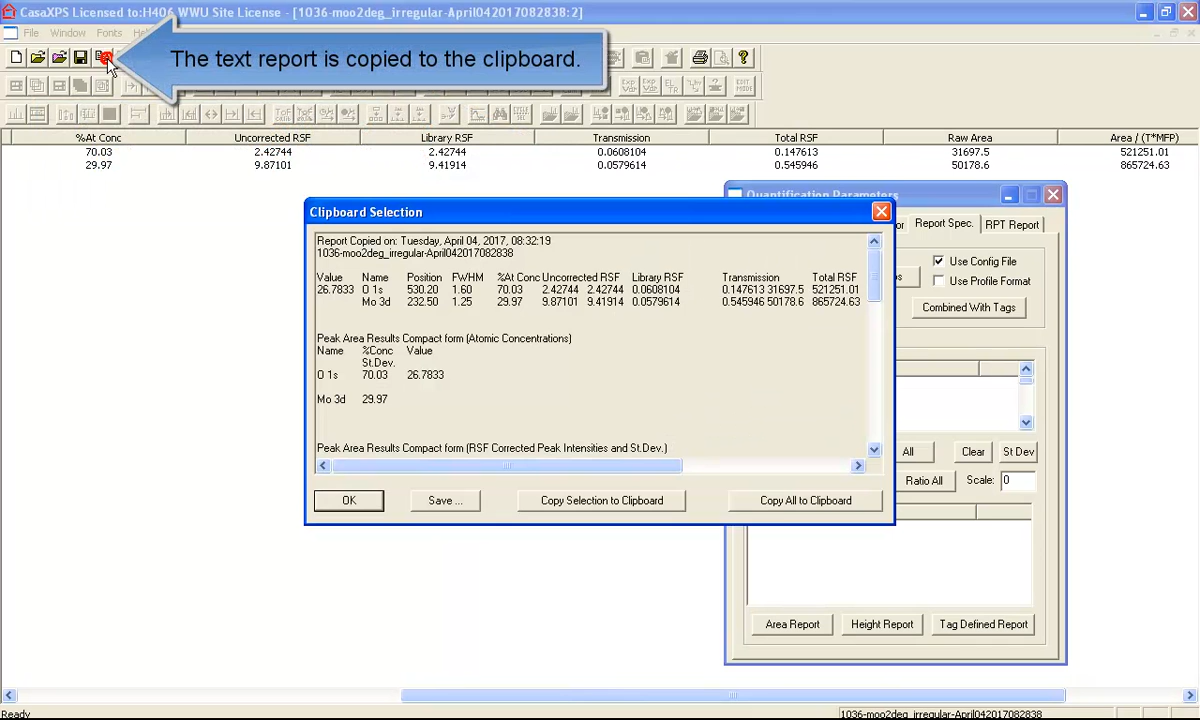 CasaXPS Licensed to:H406 WWU Site License - [1036-moo2deg_irregular-April042017082838:2]
File Window Fonts
The text report is copied to the clipboard.
%At Conc Uncorrected RSF Library RSF Transmission Total RSF Raw Area Area / (T*MFP)
70.03 2.42744 2.42744 0.0608104 0.147613 31697.5 521251.01
29.97 9.87101 9.41914 0.0579614 0.545946 50178.6 865724.63
Quantification Parameters
Report Spec. RPT Report
Use Config File
Use Profile Format
Combined With Tags
All Clear St Dev
Ratio All Scale: 0
Area Report Height Report Tag Defined Report
Clipboard Selection
Report Copied on: Tuesday, April 04, 2017, 08:32:19
1036-moo2deg_irregular-April042017082838
Value Name Position FWHM %At Conc Uncorrected RSF Library RSF Transmission Total RSF
26.7833 O 1s 530.20 1.60 70.03 2.42744 2.42744 0.0608104 0.147613 31697.5 521251.01
Mo 3d 232.50 1.25 29.97 9.87101 9.41914 0.0579614 0.545946 50178.6 865724.63
Peak Area Results Compact form (Atomic Concentrations)
Name %Conc Value
St.Dev.
O 1s 70.03 26.7833
Mo 3d 29.97
Peak Area Results Compact form (RSF Corrected Peak Intensities and St.Dev.)
OK Save ... Copy Selection to Clipboard Copy All to Clipboard
Ready 1036-moo2deg_irregular-April042017082838